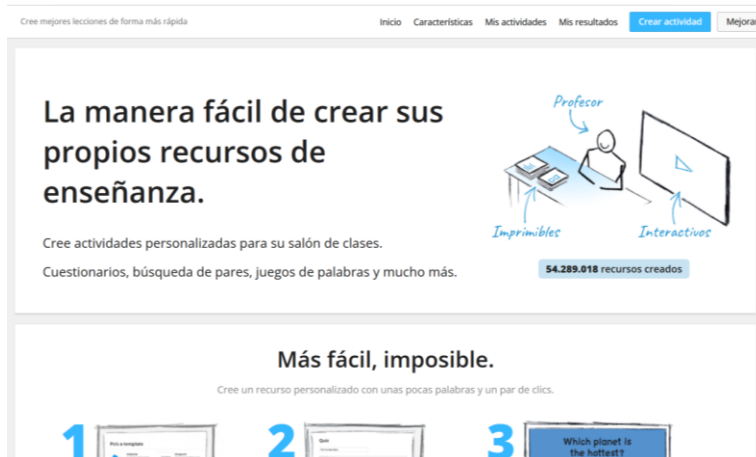 Cree mejores lecciones de forma más rápida
Inicio Características Mis actividades Mis resultados Crear actividad Mejorar
La manera fácil de crear sus
propios recursos de
enseñanza.
Cree actividades personalizadas para su salón de clases.
Cuestionarios, búsqueda de pares, juegos de palabras y mucho más.
Profesor
Imprimibles
Interactivos
54.289.018 recursos creados
Más fácil, imposible.
Cree un recurso personalizado con unas pocas palabras y un par de clics.
1
Pick a template
2
Quiz
3
Which planet is
the hottest?